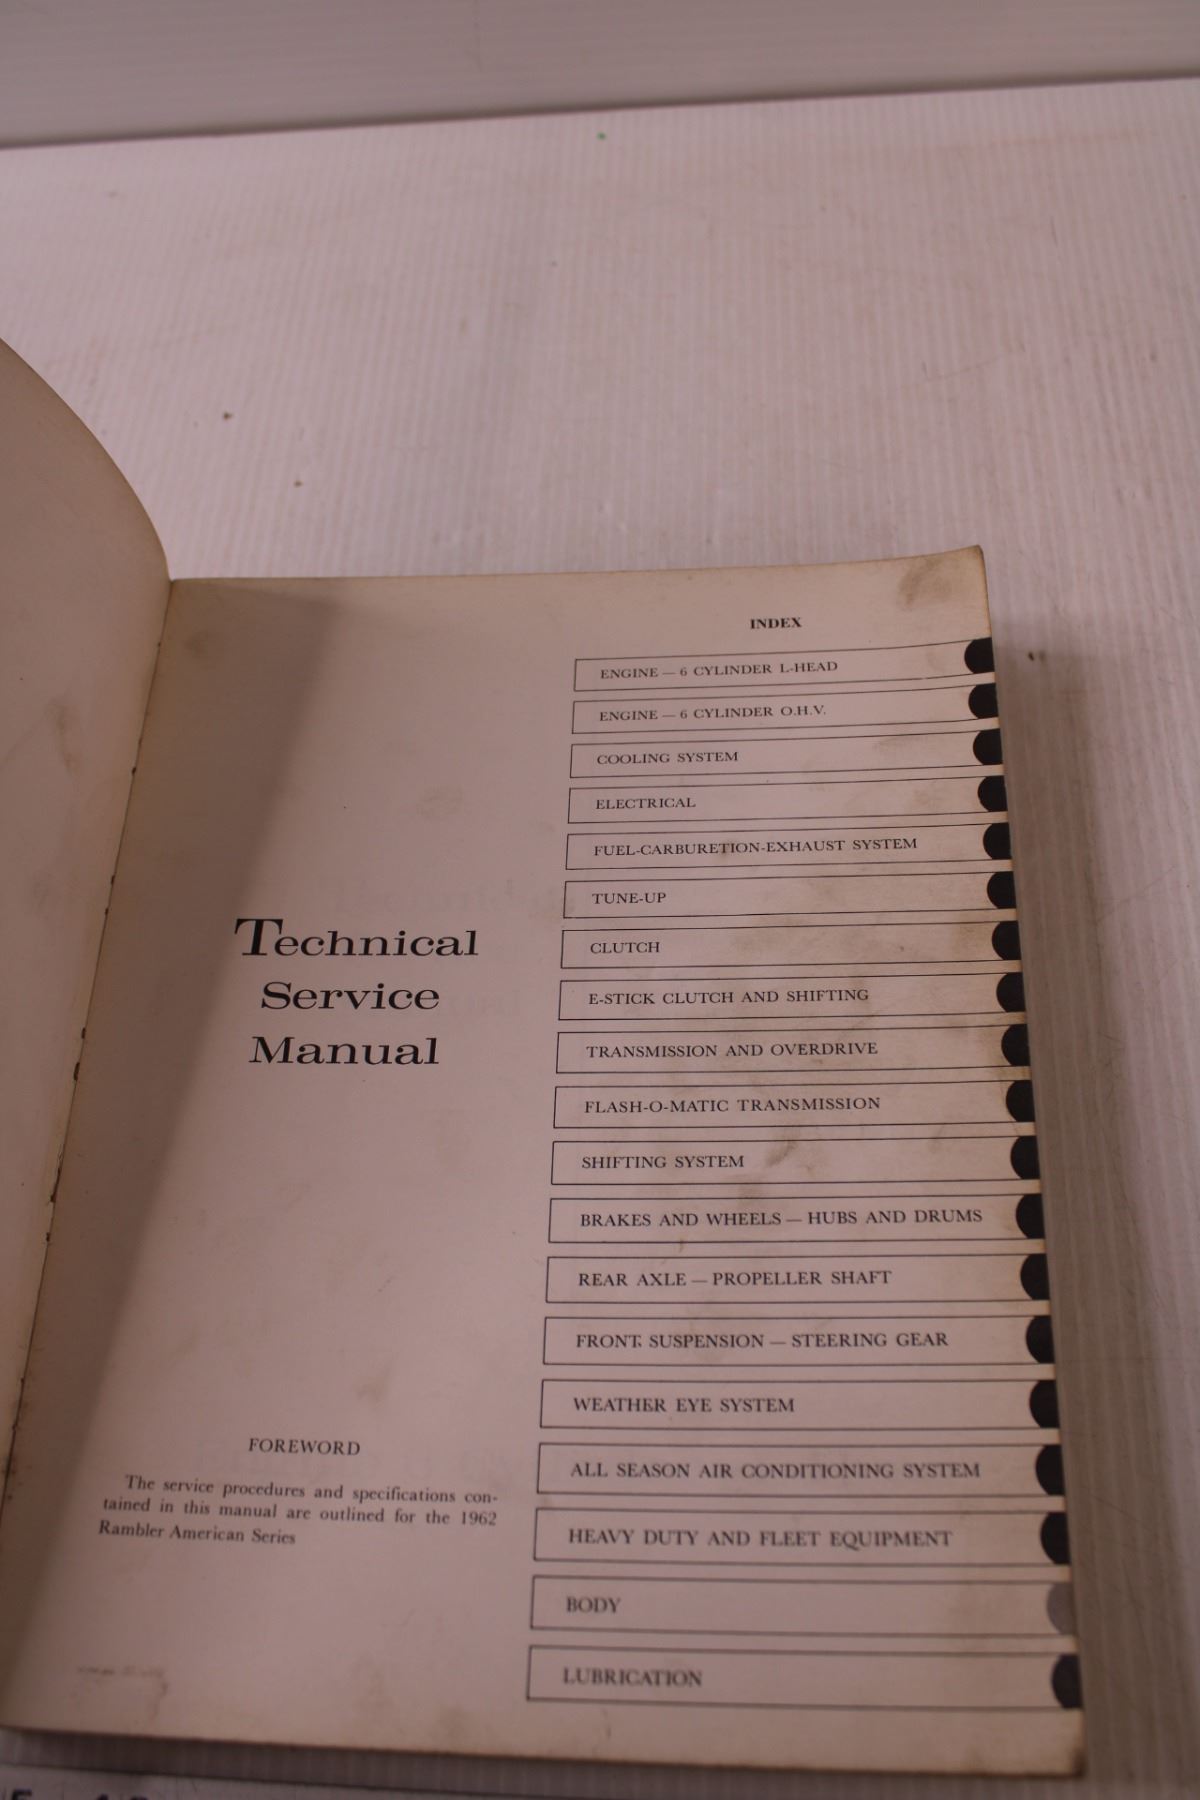 Technical
Service
Manual
FOREWORD
The service procedures and specifications con-
tained in this manual are outlined for the 1962
Rambler American Series
INDEX
ENGINE — 6 CYLINDER L-HEAD
ENGINE — 6 CYLINDER O.H.V.
COOLING SYSTEM
ELECTRICAL
FUEL-CARBURETION-EXHAUST SYSTEM
TUNE-UP
CLUTCH
E-STICK CLUTCH AND SHIFTING
TRANSMISSION AND OVERDRIVE
FLASH-O-MATIC TRANSMISSION
SHIFTING SYSTEM
BRAKES AND WHEELS — HUBS AND DRUMS
REAR AXLE — PROPELLER SHAFT
FRONT SUSPENSION — STEERING GEAR
WEATHER EYE SYSTEM
ALL SEASON AIR CONDITIONING SYSTEM
HEAVY DUTY AND FLEET EQUIPMENT
BODY
LUBRICATION